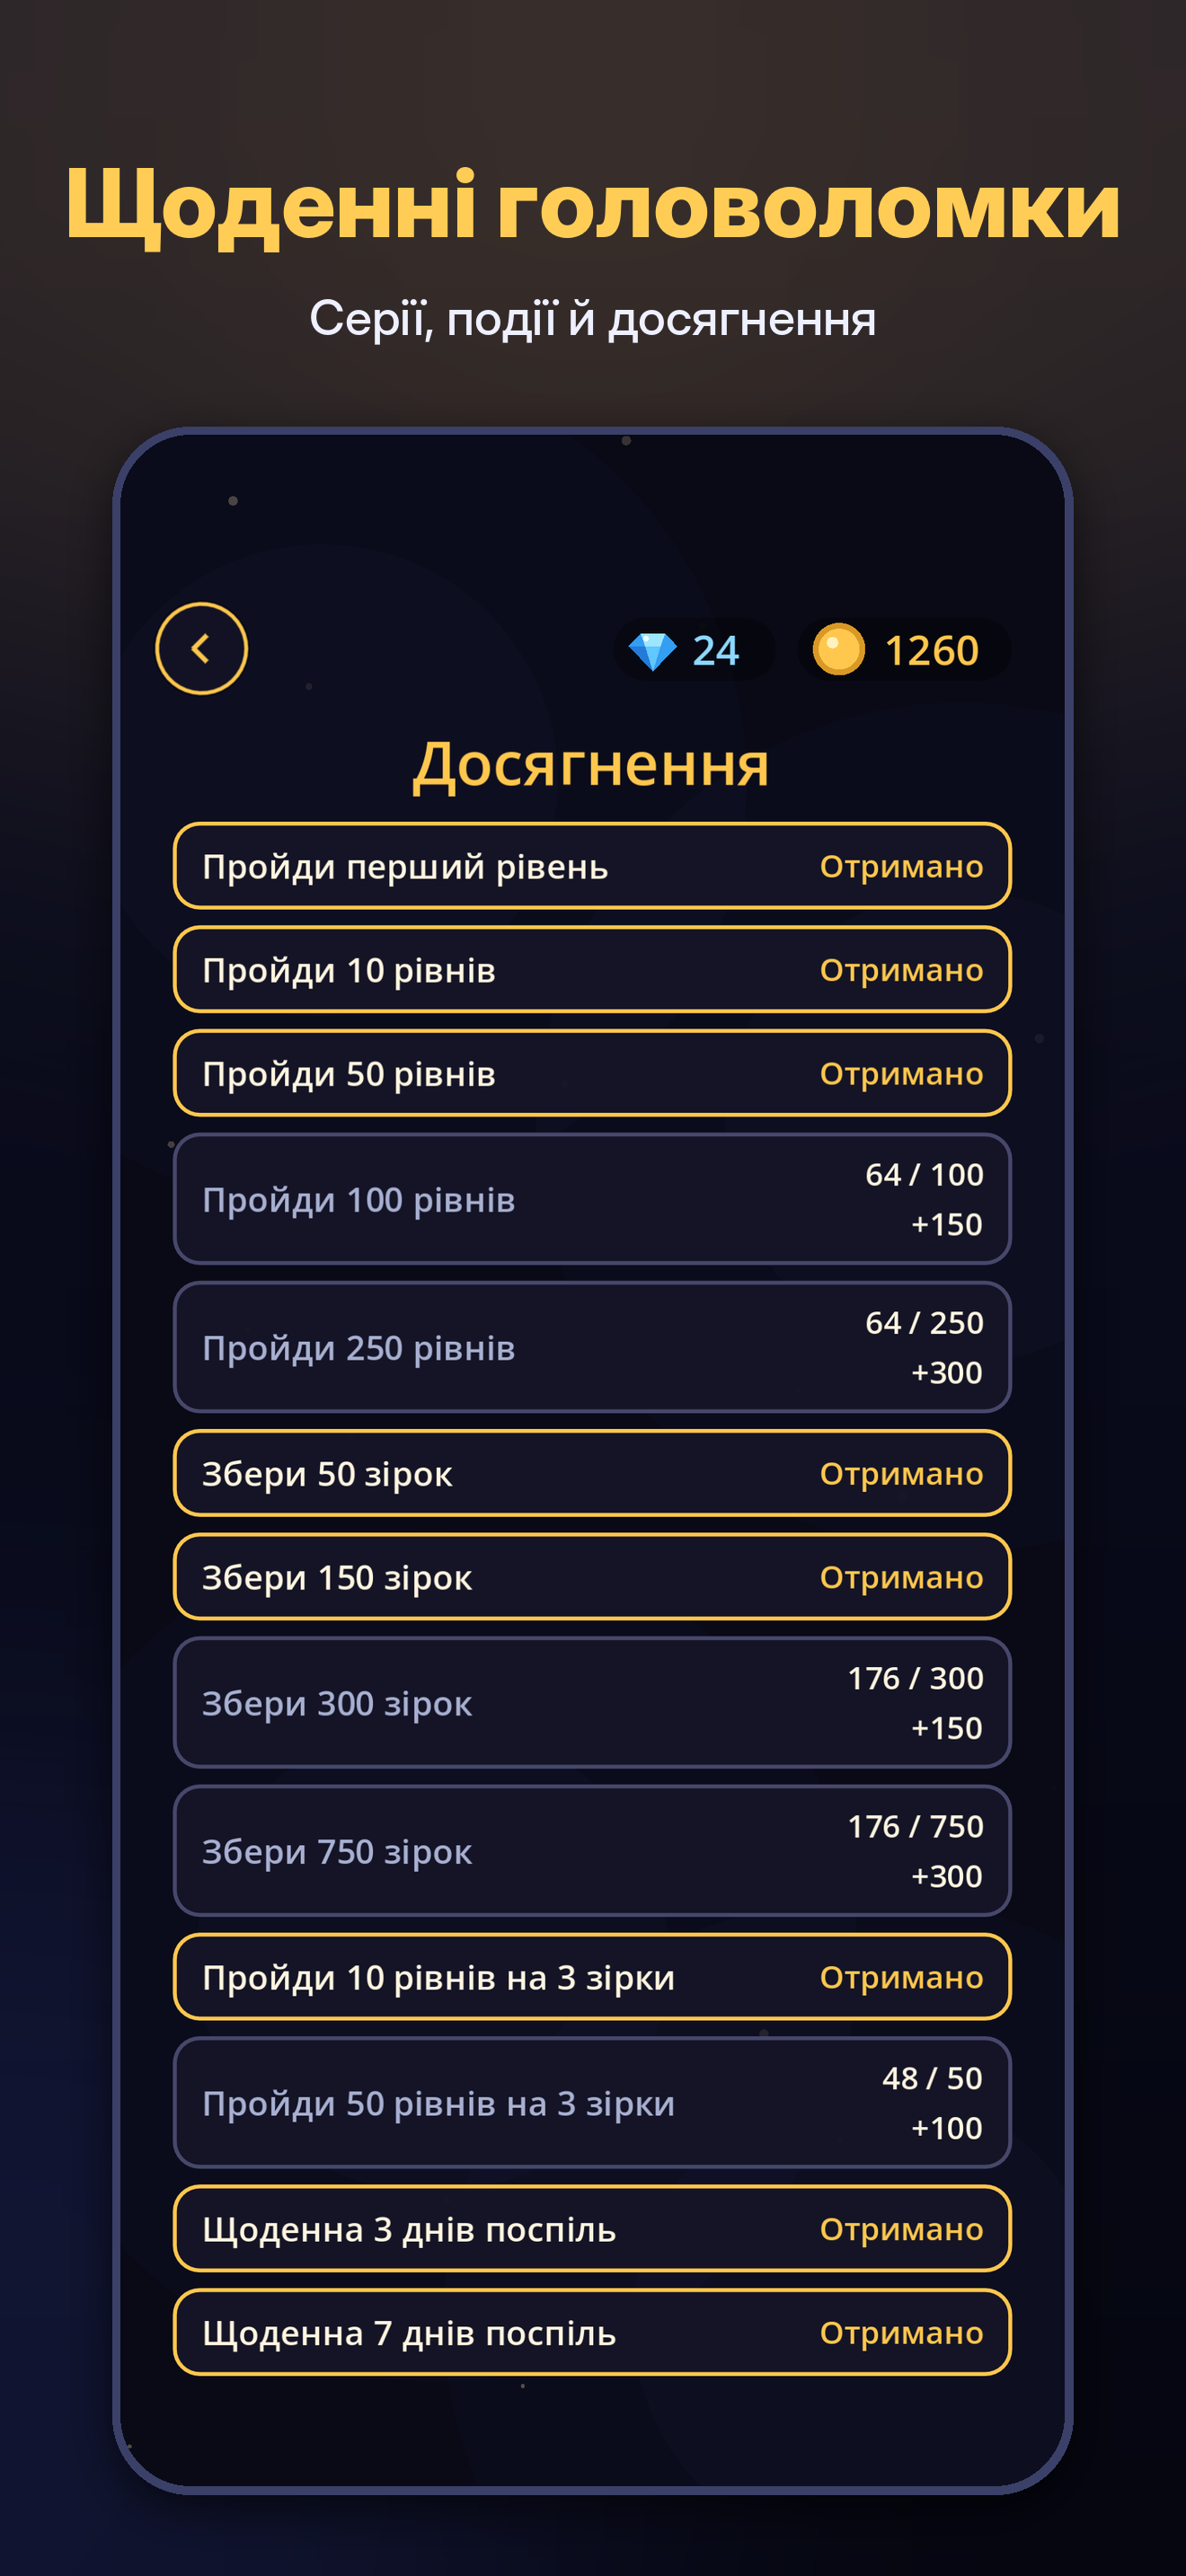 Щоденні головоломки
Серії, події й досягнення
24 1260
Досягнення
Пройди перший рівень Отримано
Пройди 10 рівнів Отримано
Пройди 50 рівнів Отримано
Пройди 100 рівнів 64 / 100
+150
Пройди 250 рівнів 64 / 250
+300
Збери 50 зірок Отримано
Збери 150 зірок Отримано
Збери 300 зірок 176 / 300
+150
Збери 750 зірок 176 / 750
+300
Пройди 10 рівнів на 3 зірки Отримано
Пройди 50 рівнів на 3 зірки 48 / 50
+100
Щоденна 3 днів поспіль Отримано
Щоденна 7 днів поспіль Отримано